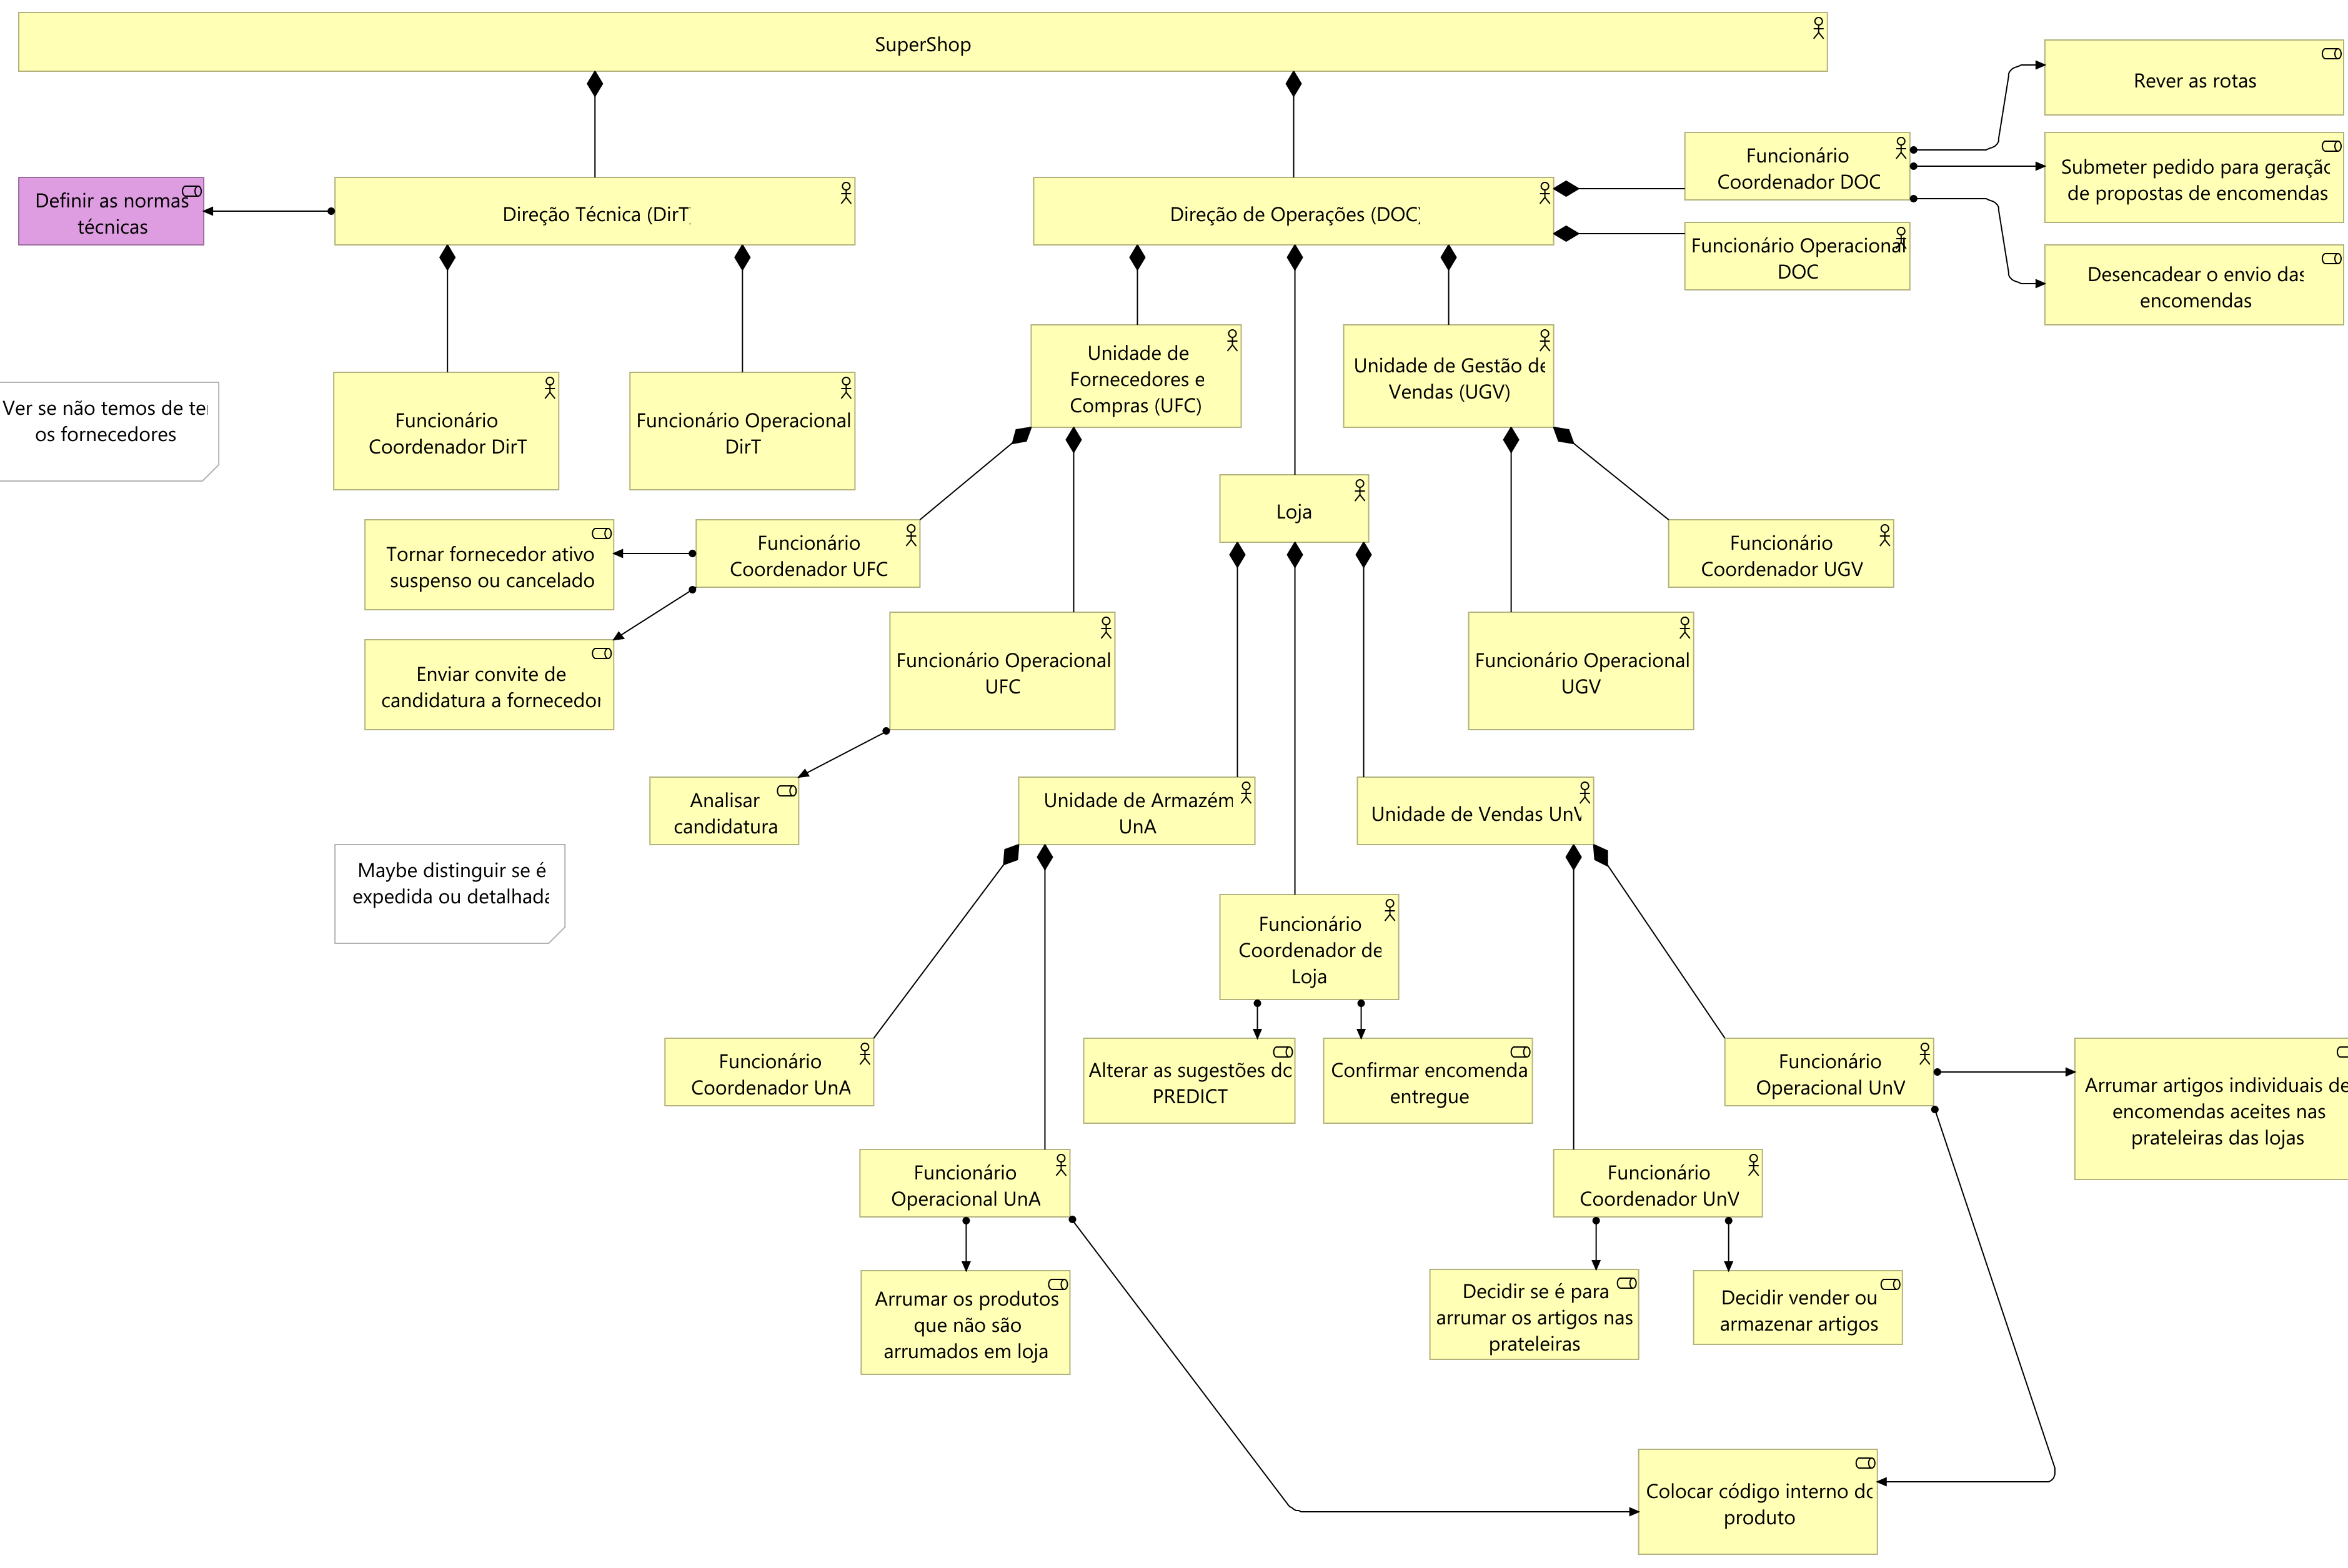 SuperShop
Rever as rotas
Funcionário
Coordenador DOC
Submeter pedido para geração
de propostas de encomendas
Definir as normas
técnicas
Direção Técnica (DirT)
Direção de Operações (DOC)
Funcionário Operacional
DOC
Desencadear o envio das
encomendas
Unidade de
Fornecedores e
Compras (UFC)
Unidade de Gestão de
Vendas (UGV)
Ver se não temos de ter
os fornecedores
Funcionário
Coordenador DirT
Funcionário Operacional
DirT
Loja
Tornar fornecedor ativo
suspenso ou cancelado
Funcionário
Coordenador UFC
Funcionário
Coordenador UGV
Enviar convite de
candidatura a fornecedor
Funcionário Operacional
UFC
Funcionário Operacional
UGV
Analisar
candidatura
Unidade de Armazém
UnA
Unidade de Vendas UnV
Maybe distinguir se é
expedida ou detalhada
Funcionário
Coordenador de
Loja
Funcionário
Coordenador UnA
Alterar as sugestões do
PREDICT
Confirmar encomenda
entregue
Funcionário
Operacional UnV
Arrumar artigos individuais de
encomendas aceites nas
prateleiras das lojas
Funcionário
Operacional UnA
Funcionário
Coordenador UnV
Arrumar os produtos
que não são
arrumados em loja
Decidir se é para
arrumar os artigos nas
prateleiras
Decidir vender ou
armazenar artigos
Colocar código interno do
produto